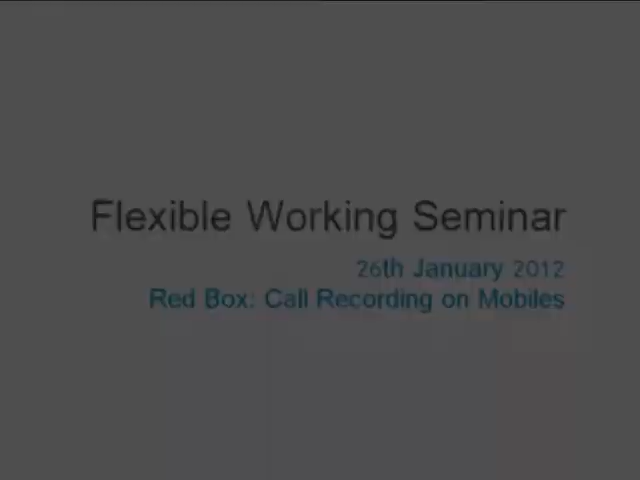 Flexible Working Seminar
26th January 2012
Red Box: Call Recording on Mobiles